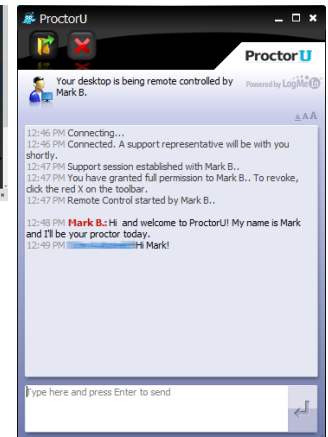 ProctorU
ProctorU
Your desktop is being remote controlled by
Mark B.
Powered by LogMeIn
AAA
12:46 PM Connecting...
12:46 PM Connected. A support representative will be with you
shortly.
12:47 PM Support session established with Mark B..
12:47 PM You have granted full permission to Mark B.. To revoke,
click the red X on the toolbar.
12:47 PM Remote Control started by Mark B..
12:48 PM Mark B.: Hi and welcome to ProctorU! My name is Mark
and I'll be your proctor today.
12:49 PM Hi Mark!
Type here and press Enter to send